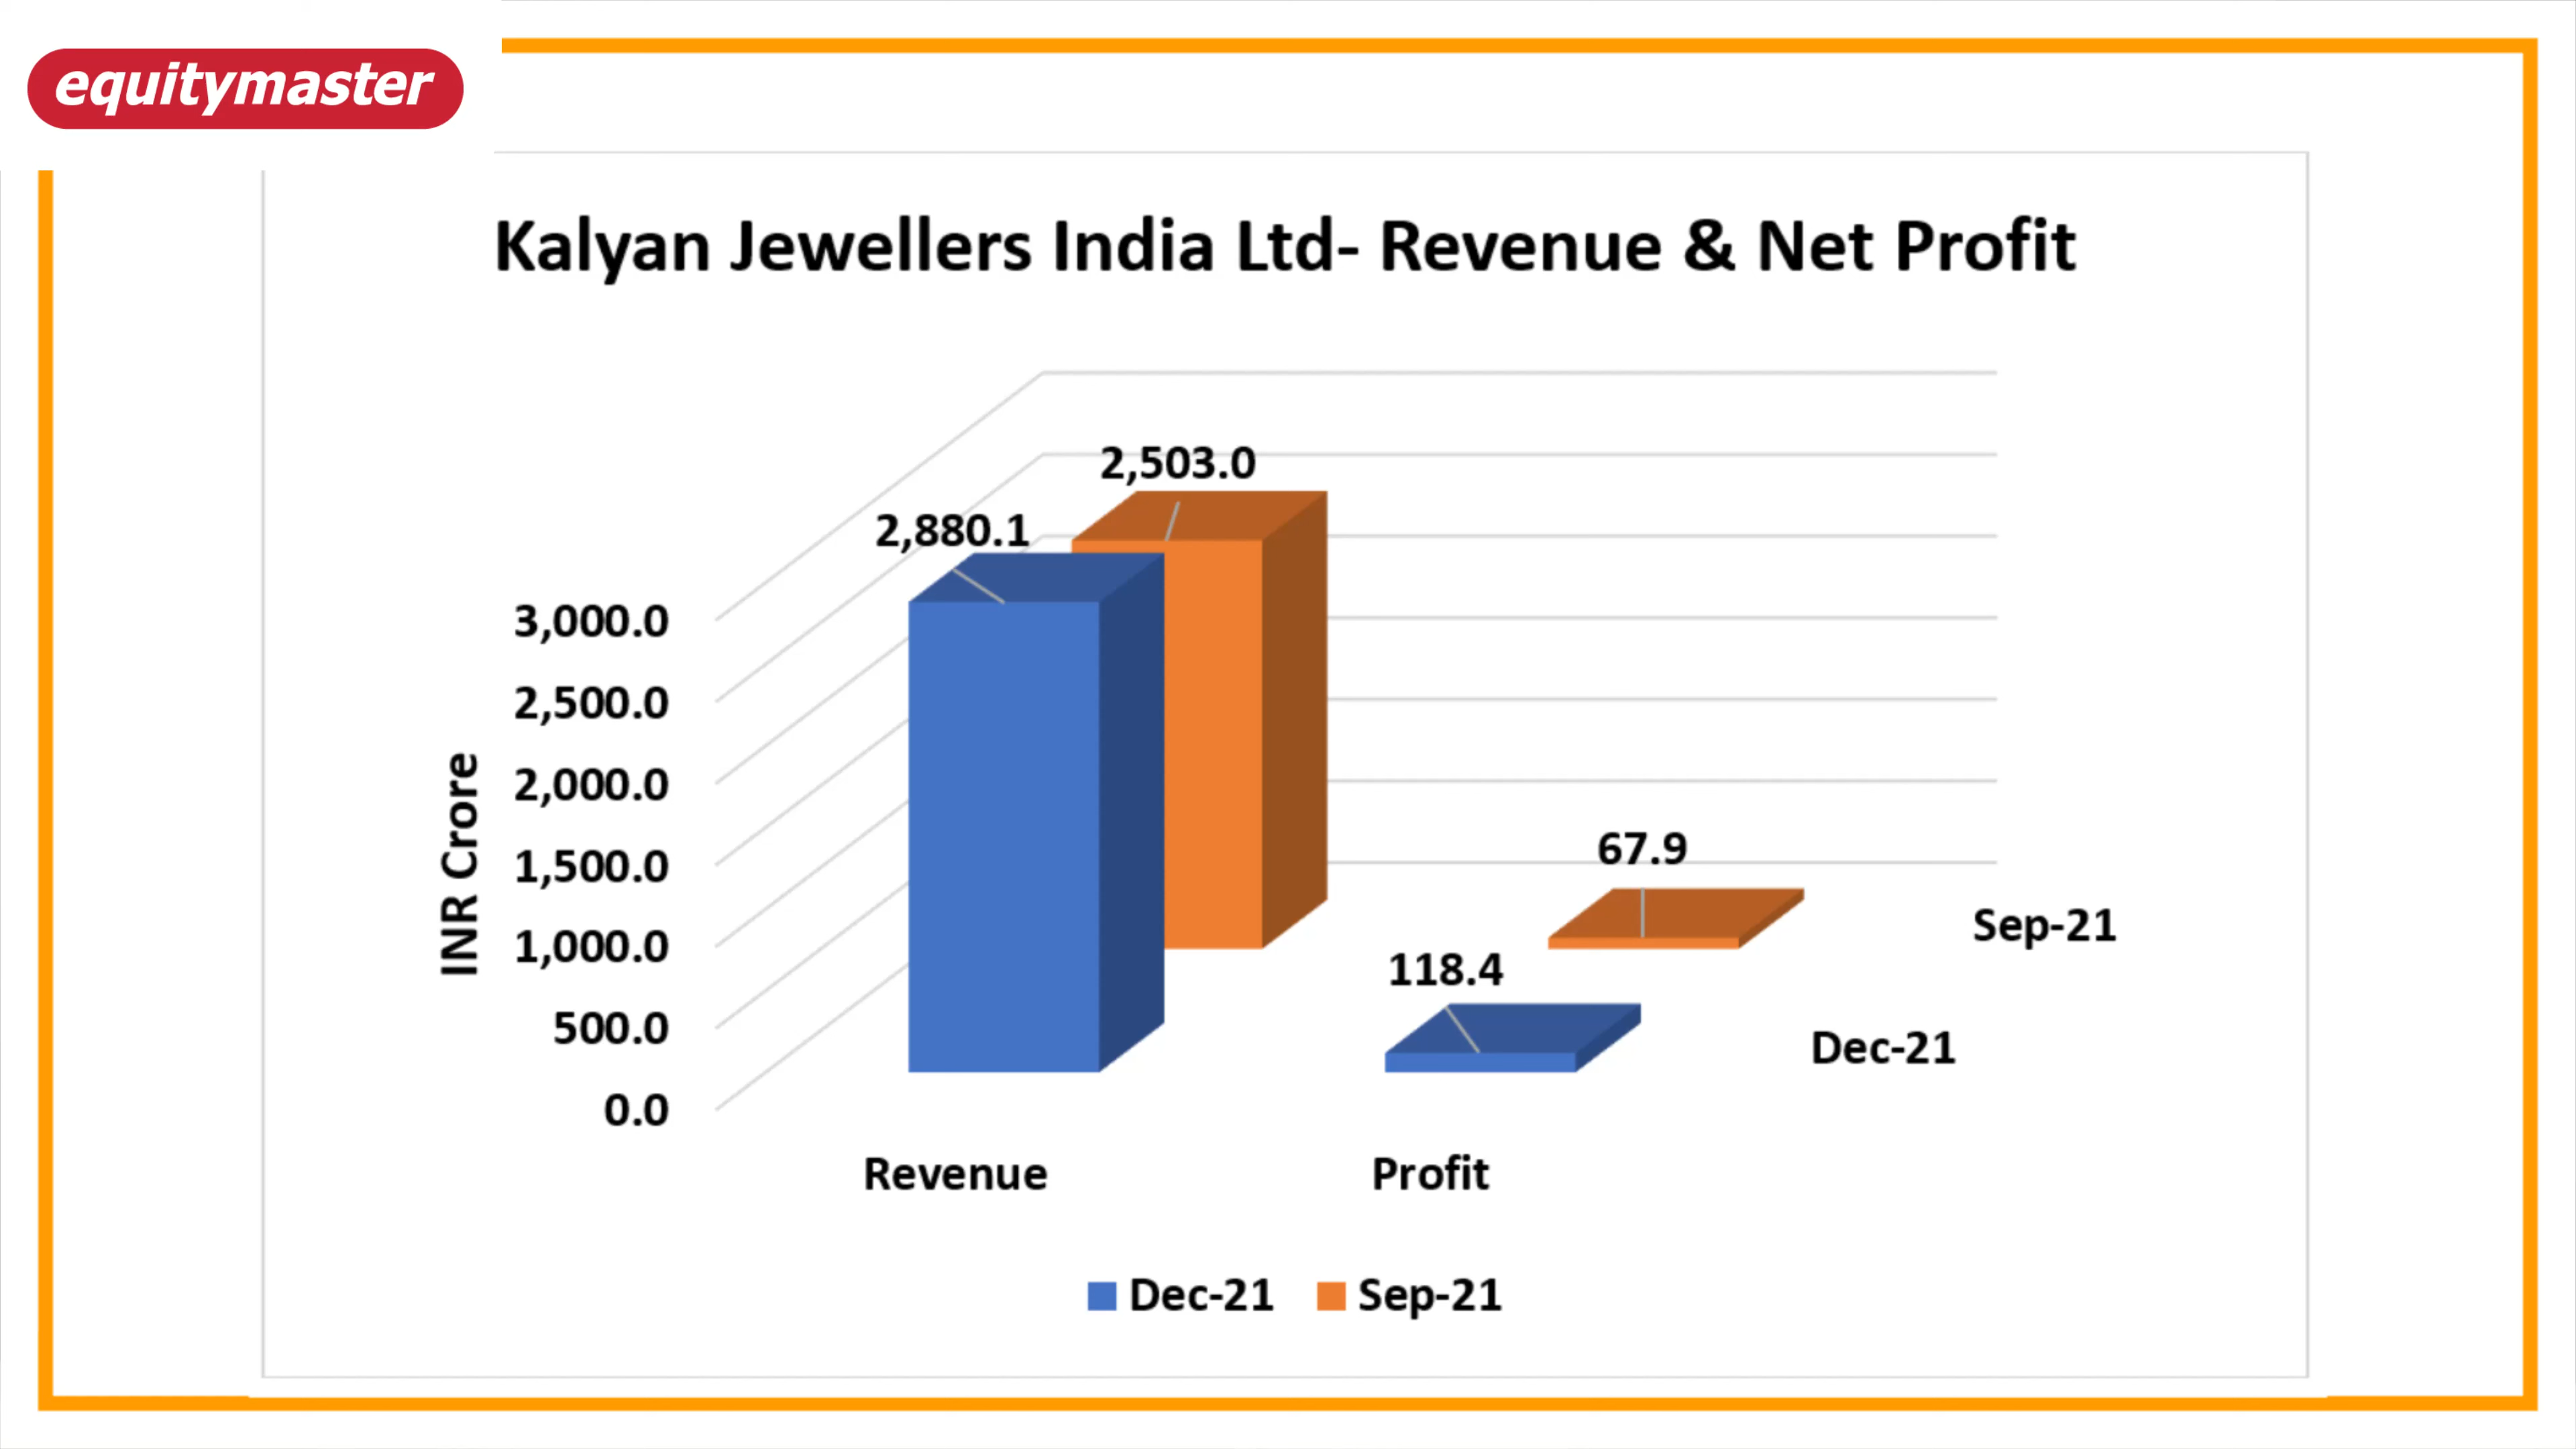 equitymaster
Kalyan Jewellers India Ltd- Revenue & Net Profit
2,503.0
2,880.1
3,000.0
2,500.0
2,000.0
1,500.0
1,000.0
500.0
0.0
INR Crore
67.9
118.4
Sep-21
Dec-21
Revenue
Profit
Dec-21
Sep-21